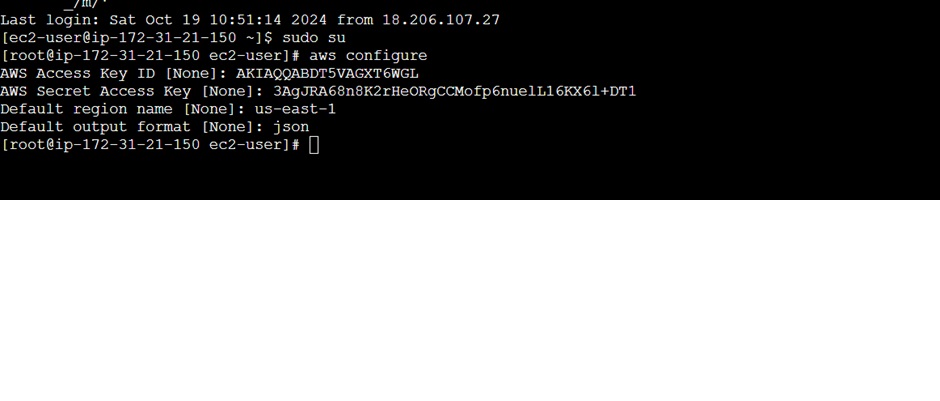 _/m/'
Last login: Sat Oct 19 10:51:14 2024 from 18.206.107.27
[ec2-user@ip-172-31-21-150 ~]$ sudo su
[root@ip-172-31-21-150 ec2-user]# aws configure
AWS Access Key ID [None]: AKIAQQABDT5VAGXT6WGL
AWS Secret Access Key [None]: 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
Default region name [None]: us-east-1
Default output format [None]: json
[root@ip-172-31-21-150 ec2-user]#